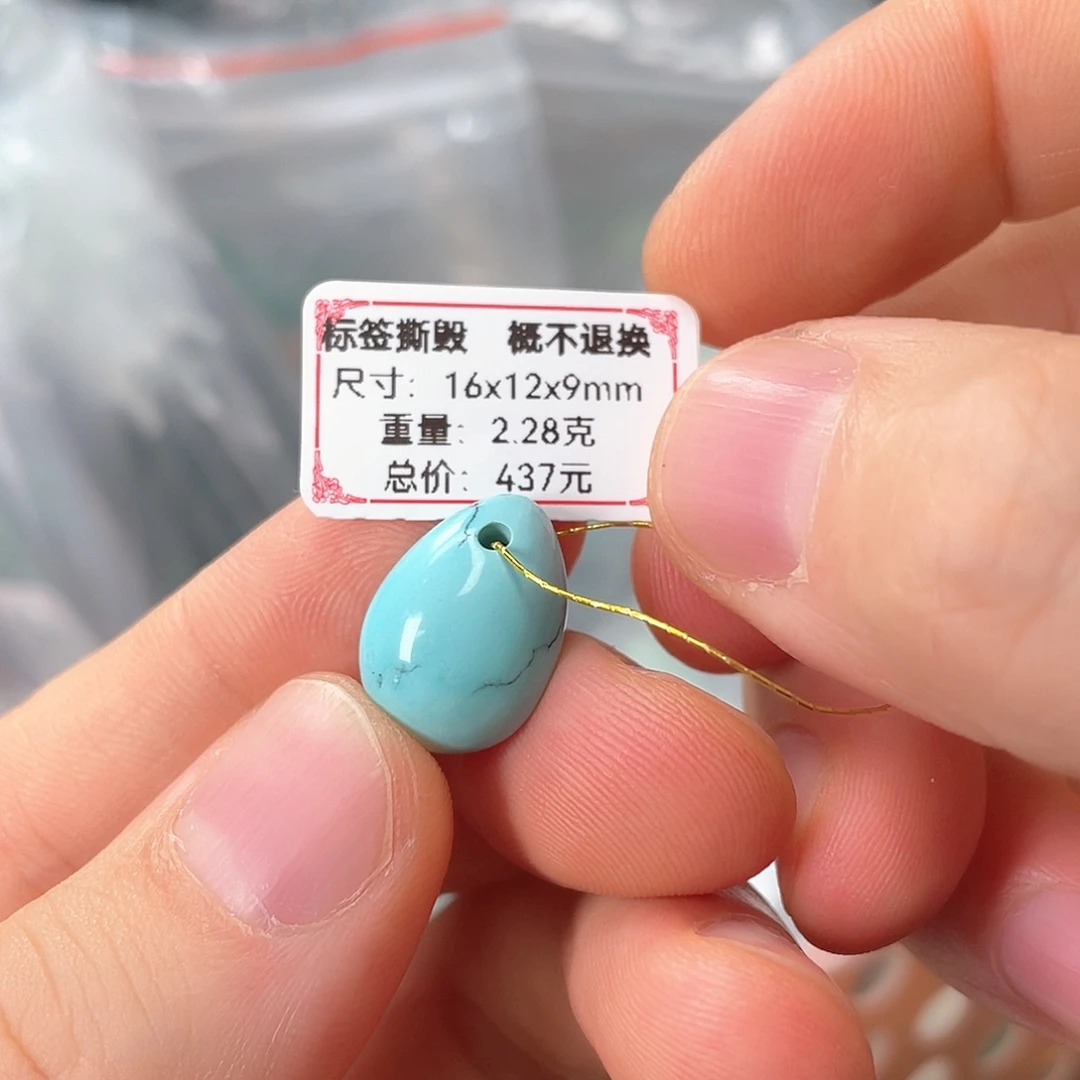 标签撕毁 概不退换
尺寸: 16x12x9mm
重量: 2.28克
总价: 437元